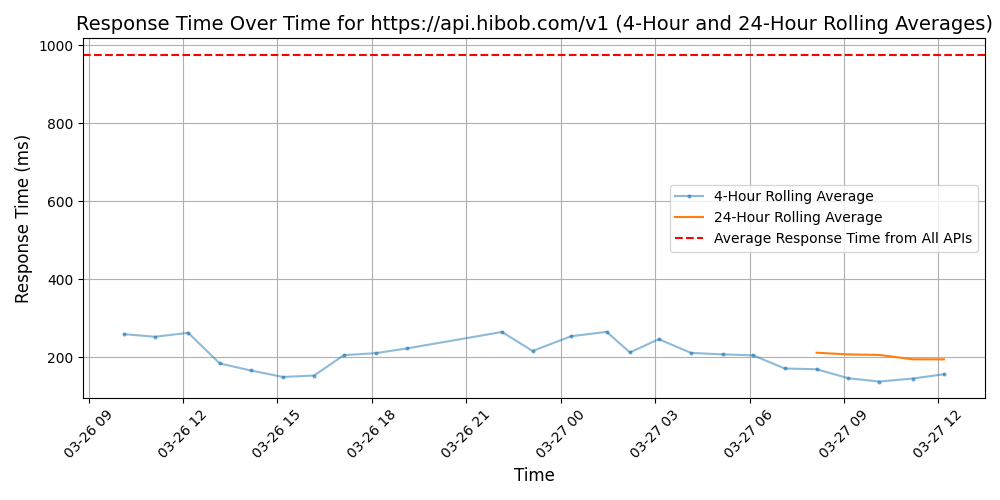 Response Time Over Time for https://api.hibob.com/v1 (4-Hour and 24-Hour Rolling Averages)
Response Time (ms)
1000
800
600
400
200
4-Hour Rolling Average
24-Hour Rolling Average
Average Response Time from All APIs
03-26 09
03-26 12
03-26 15
03-26 18
03-26 21
03-27 00
03-27 03
03-27 06
03-27 09
03-27 12
Time